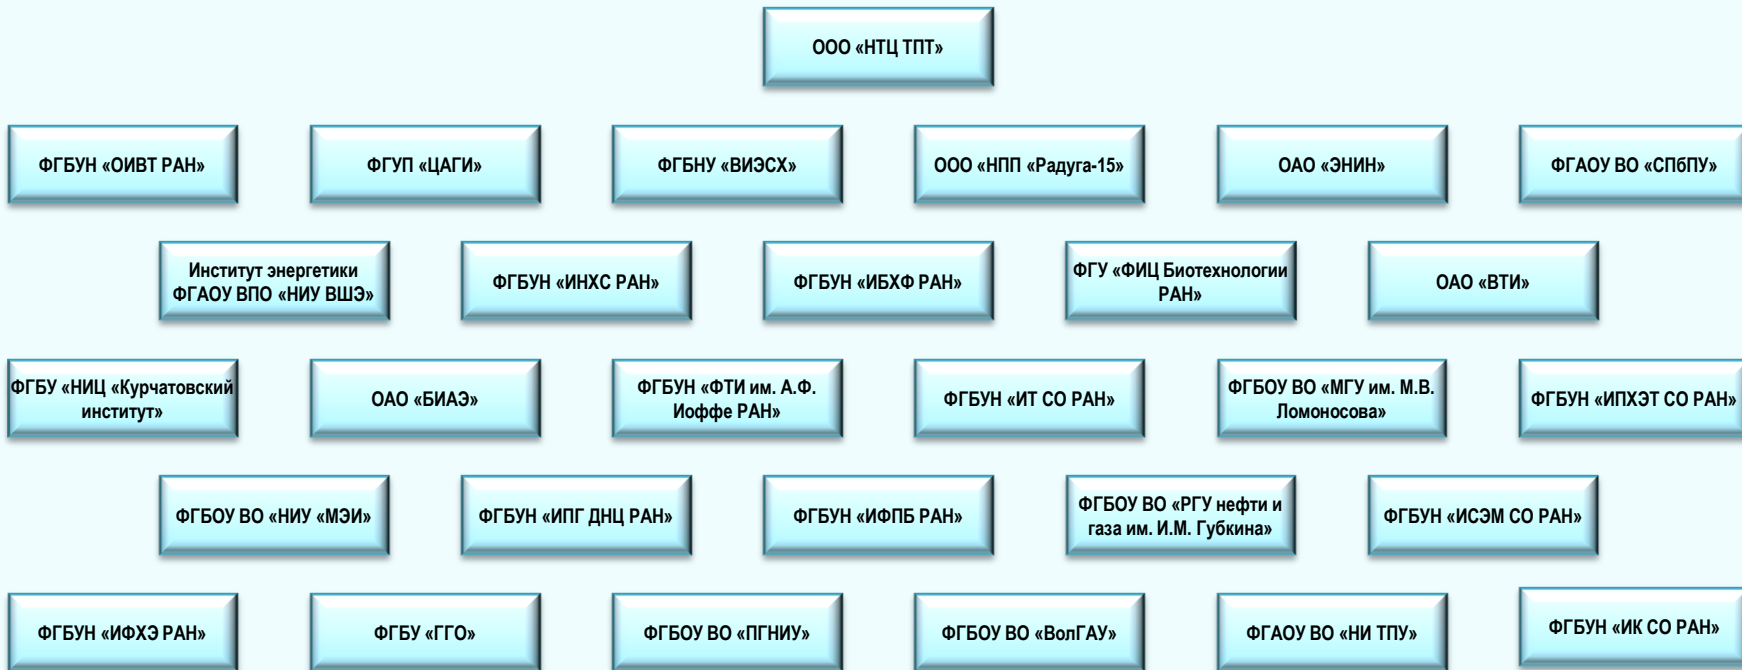 ООО «НТЦ ТПТ»
ФГБУН «ОИВТ РАН»
ФГУП «ЦАГИ»
ФГБНУ «ВИЭСХ»
ООО «НПП «Радуга-15»
ОАО «ЭНИН»
ФГАОУ ВО «СПбПУ»
Институт энергетики
ФГАОУ ВПО «НИУ ВШЭ»
ФГБУН «ИНХС РАН»
ФГБУН «ИБХФ РАН»
ФГУ «ФИЦ Биотехнологии
РАН»
ОАО «ВТИ»
ФГБУ «НИЦ «Курчатовский
институт»
ОАО «БИАЭ»
ФГБУН «ФТИ им. А.Ф.
Иоффе РАН»
ФГБУН «ИТ СО РАН»
ФГБОУ ВО «МГУ им. М.В.
Ломоносова»
ФГБУН «ИПХЭТ СО РАН»
ФГБОУ ВО «НИУ «МЭИ»
ФГБУН «ИПГ ДНЦ РАН»
ФГБУН «ИФПБ РАН»
ФГБОУ ВО «РГУ нефти и
газа им. И.М. Губкина»
ФГБУН «ИСЭМ СО РАН»
ФГБУН «ИФХЭ РАН»
ФГБУ «ГГО»
ФГБОУ ВО «ПГНИУ»
ФГБОУ ВО «ВолГАУ»
ФГАОУ ВО «НИ ТПУ»
ФГБУН «ИК СО РАН»